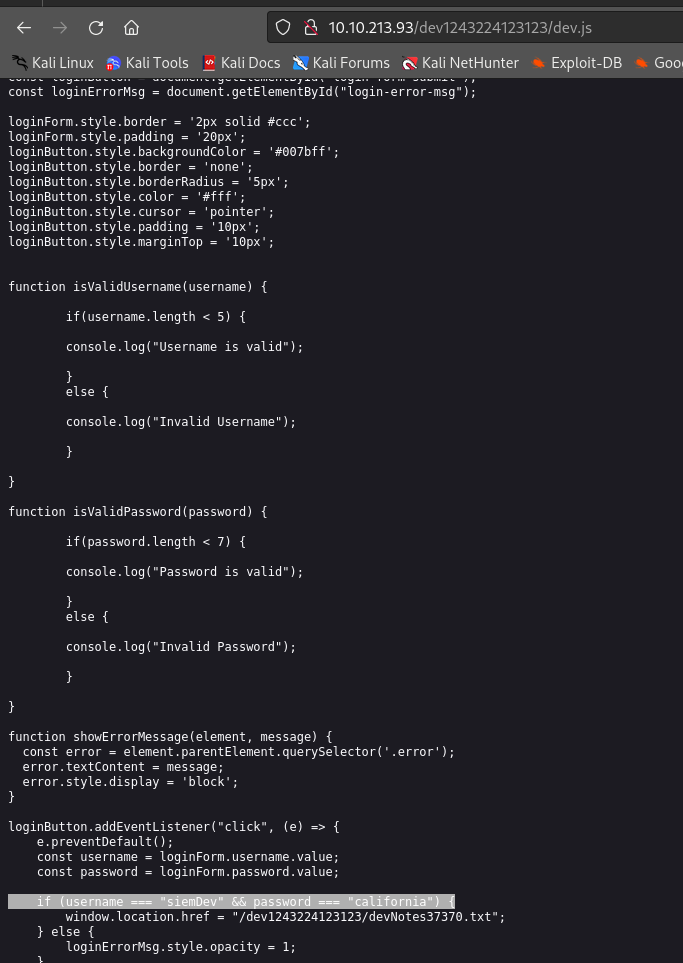 10.10.213.93/dev1243224123123/dev.js
Kali Linux Kali Tools Kali Docs Kali Forums Kali NetHunter Exploit-DB Goo
const loginButton = document.getElementById("login-form-submit");
const loginErrorMsg = document.getElementById("login-error-msg");
loginForm.style.border = '2px solid #ccc';
loginForm.style.padding = '20px';
loginButton.style.backgroundColor = '#007bff';
loginButton.style.border = 'none';
loginButton.style.borderRadius = '5px';
loginButton.style.color = '#fff';
loginButton.style.cursor = 'pointer';
loginButton.style.padding = '10px';
loginButton.style.marginTop = '10px';
function isValidUsername(username) {
if(username.length < 5) {
console.log("Username is valid");
}
else {
console.log("Invalid Username");
}
}
function isValidPassword(password) {
if(password.length < 7) {
console.log("Password is valid");
}
else {
console.log("Invalid Password");
}
}
function showErrorMessage(element, message) {
const error = element.parentElement.querySelector('.error');
error.textContent = message;
error.style.display = 'block';
}
loginButton.addEventListener("click", (e) => {
e.preventDefault();
const username = loginForm.username.value;
const password = loginForm.password.value;
if (username === "siemDev" && password === "california") {
window.location.href = "/dev1243224123123/devNotes37370.txt";
} else {
loginErrorMsg.style.opacity = 1;
}